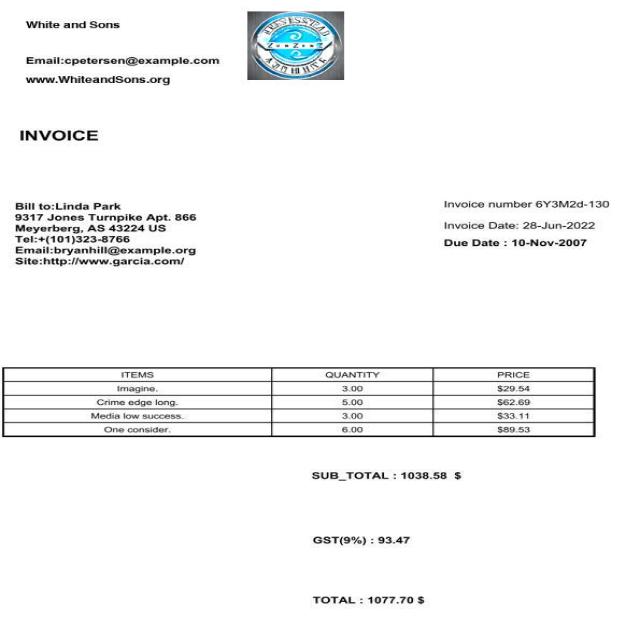 White and Sons
Email:cpetersen@example.com
www.WhiteandSons.org
INVOICE
Bill to:Linda Park
9317 Jones Turnpike Apt. 866
Meyerberg, AS 43224 US
Tel:+(101)323-8766
Email:bryanhill@example.org
Site:http://www.garcia.com/
Invoice number 6Y3M2d-130
Invoice Date: 28-Jun-2022
Due Date : 10-Nov-2007
ITEMS QUANTITY PRICE
Imagine. 3.00 $29.54
Crime edge long. 5.00 $62.69
Media low success. 3.00 $33.11
One consider. 6.00 $89.53
SUB_TOTAL : 1038.58 $
GST(9%) : 93.47
TOTAL : 1077.70 $